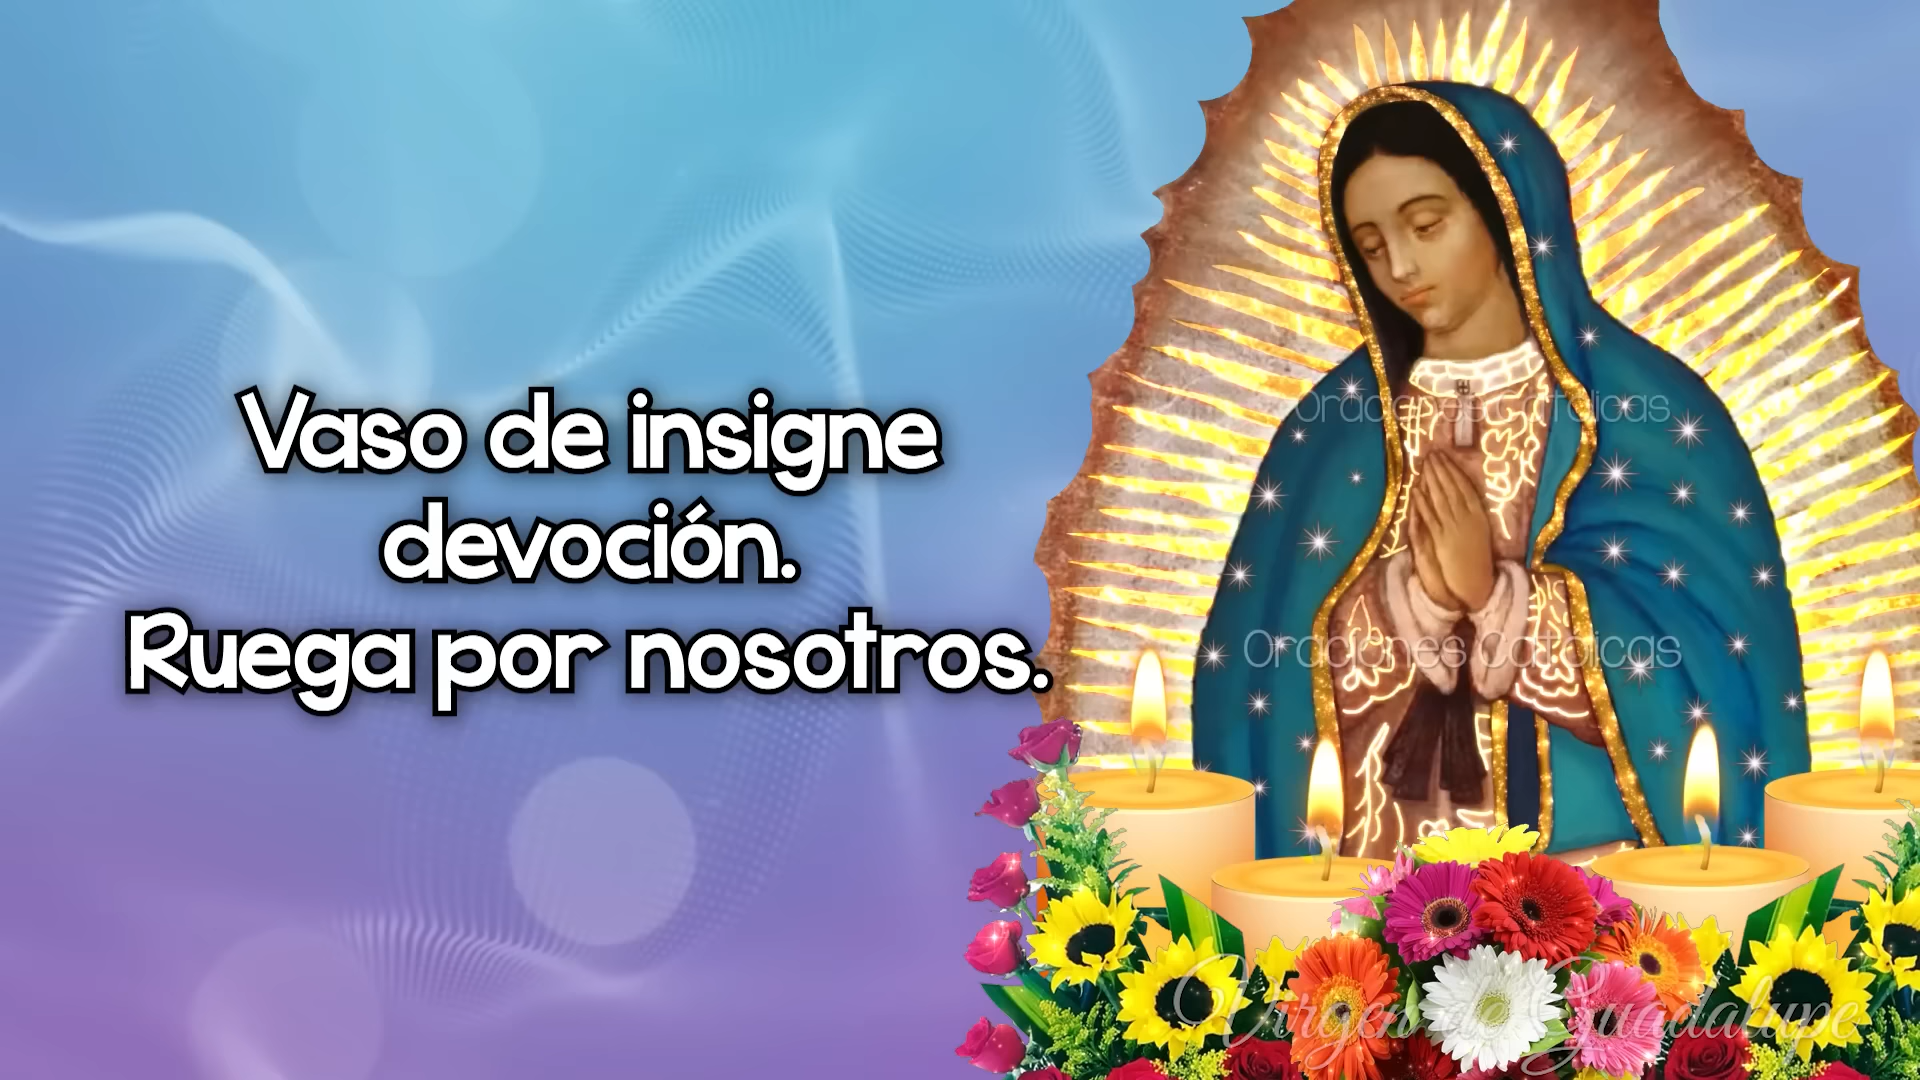 Vaso de insigne
devoción.
Ruega por nosotros.
Oraciones Católicas
Oraciones Católicas
Virgen de Guadalupe